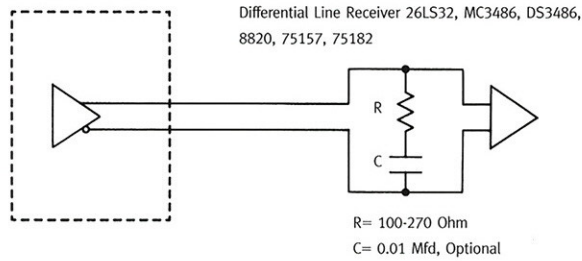 Differential Line Receiver 26LS32, MC3486, DS3486,
8820, 75157, 75182
R
C
R= 100-270 Ohm
C= 0.01 Mfd, Optional